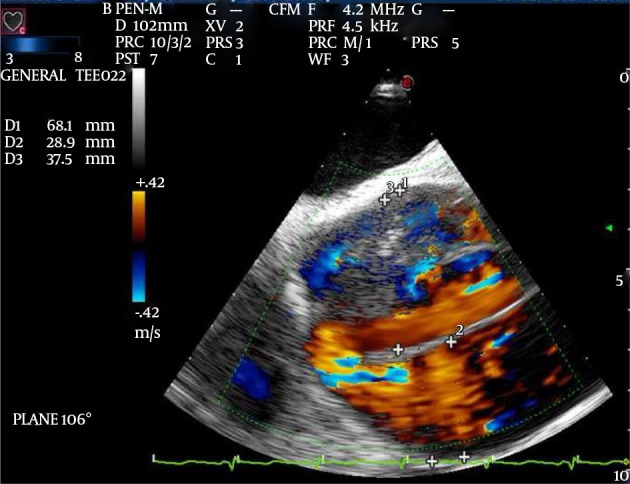 B PEN-M G --- CFM F 4.2 MHz G ---
D 102mm XV 2 PRF 4.5 kHz
PRC 10/3/2 PRS 3 PRC M/1 PRS 5
PST 7 C 1 WF 3
C
3 8
GENERAL TEE022
0
D1 68.1 mm
D2 28.9 mm
D3 37.5 mm
+.42
3 1
5
-.42
m/s
2
PLANE 106°
10